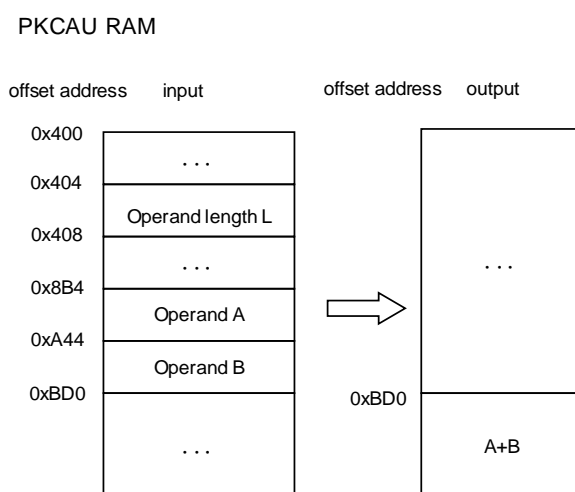 PKCAU RAM
offset address input offset address output
0x400
. . .
0x404
Operand length L
0x408
. . .
. . .
0x8B4
Operand A
0xA44
Operand B
0xBD0
0xBD0
. . .
A+B